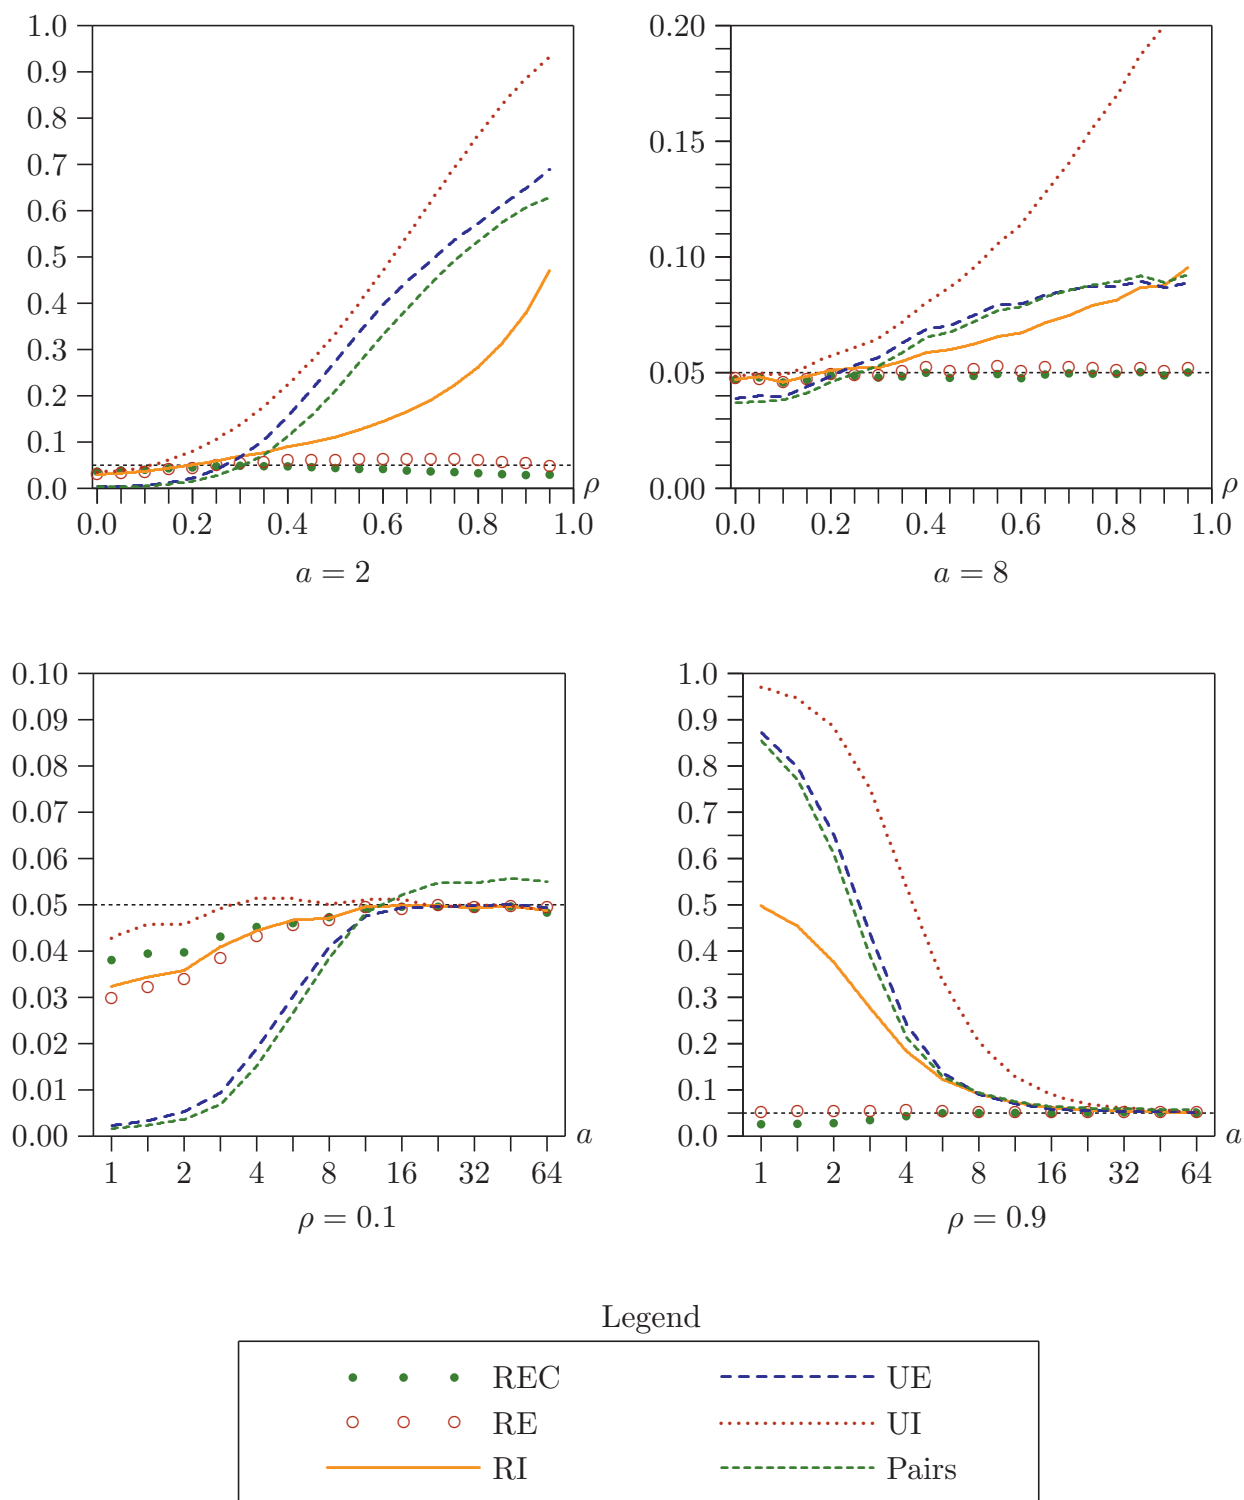 1.0
0.9
0.8
0.7
0.6
0.5
0.4
0.3
0.2
0.1
0.0
0.0 0.2 0.4 0.6 0.8 1.0
ρ
a = 2
0.20
0.15
0.10
0.05
0.00
0.0 0.2 0.4 0.6 0.8 1.0
ρ
a = 8
0.10
0.09
0.08
0.07
0.06
0.05
0.04
0.03
0.02
0.01
0.00
1 2 4 8 16 32 64
a
ρ = 0.1
1.0
0.9
0.8
0.7
0.6
0.5
0.4
0.3
0.2
0.1
0.0
1 2 4 8 16 32 64
a
ρ = 0.9
Legend
REC
RE
RI
UE
UI
Pairs